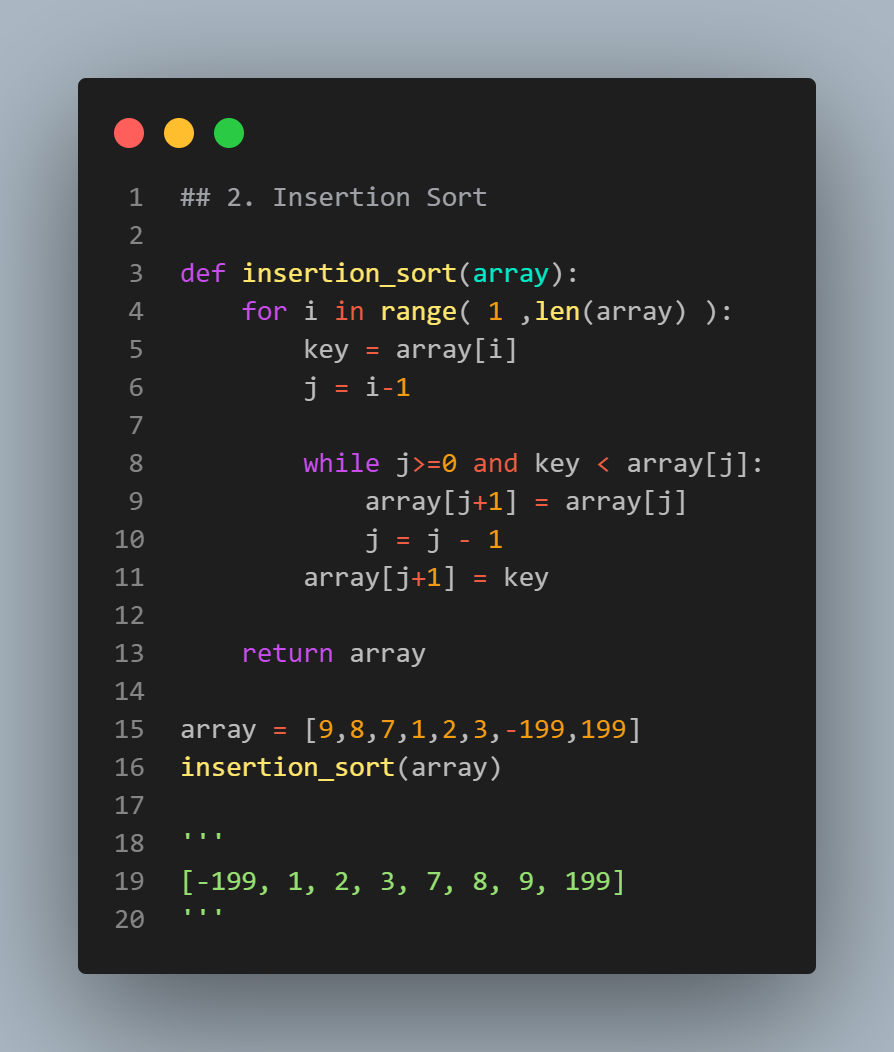 1 ## 2. Insertion Sort
2
3 def insertion_sort(array):
4     for i in range( 1 ,len(array) ):
5         key = array[i]
6         j = i-1
7
8         while j>=0 and key < array[j]:
9             array[j+1] = array[j]
10             j = j - 1
11         array[j+1] = key
12
13     return array
14
15 array = [9,8,7,1,2,3,-199,199]
16 insertion_sort(array)
17
18 '''
19 [-199, 1, 2, 3, 7, 8, 9, 199]
20 '''